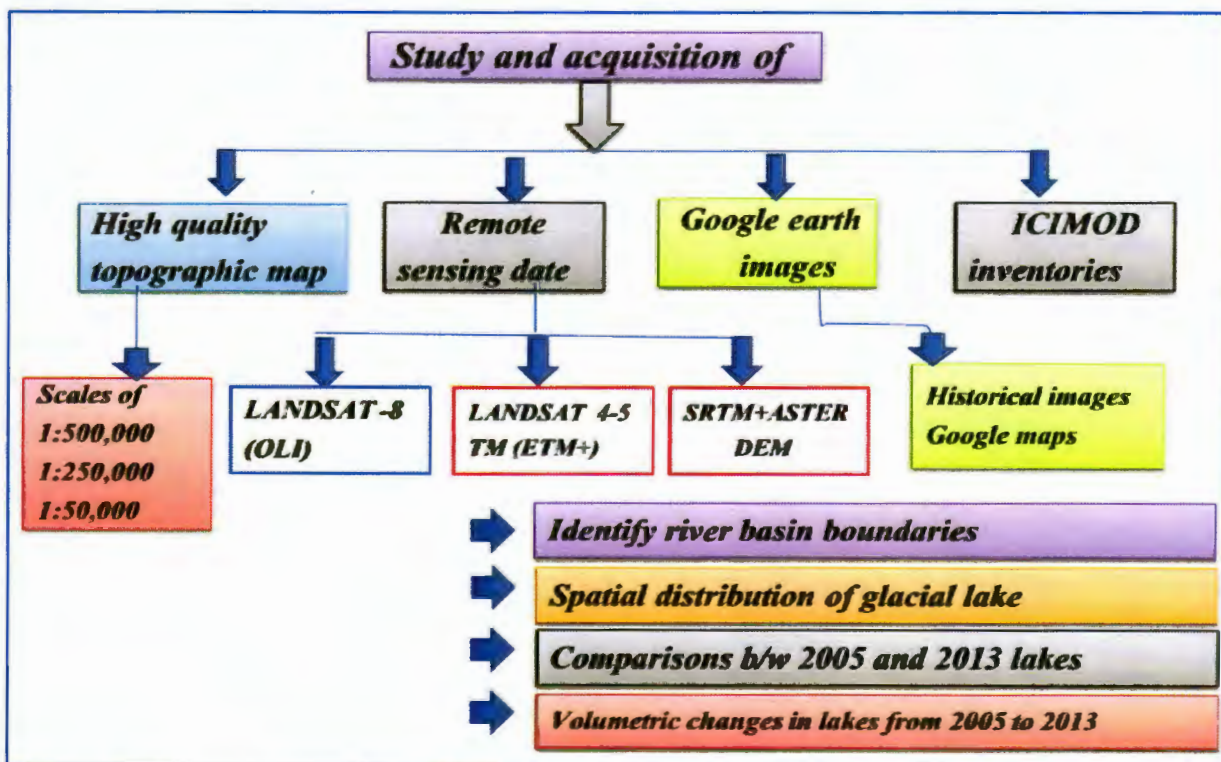 Study and acquisition of
High quality
topographic map
Remote
sensing date
Google earth
images
ICIMOD
inventories
Scales of
1:500,000
1:250,000
1:50,000
LANDSAT -8
(OLI)
LANDSAT 4-5
TM (ETM+)
SRTM+ASTER
DEM
Historical images
Google maps
Identify river basin boundaries
Spatial distribution of glacial lake
Comparisons b/w 2005 and 2013 lakes
Volumetric changes in lakes from 2005 to 2013